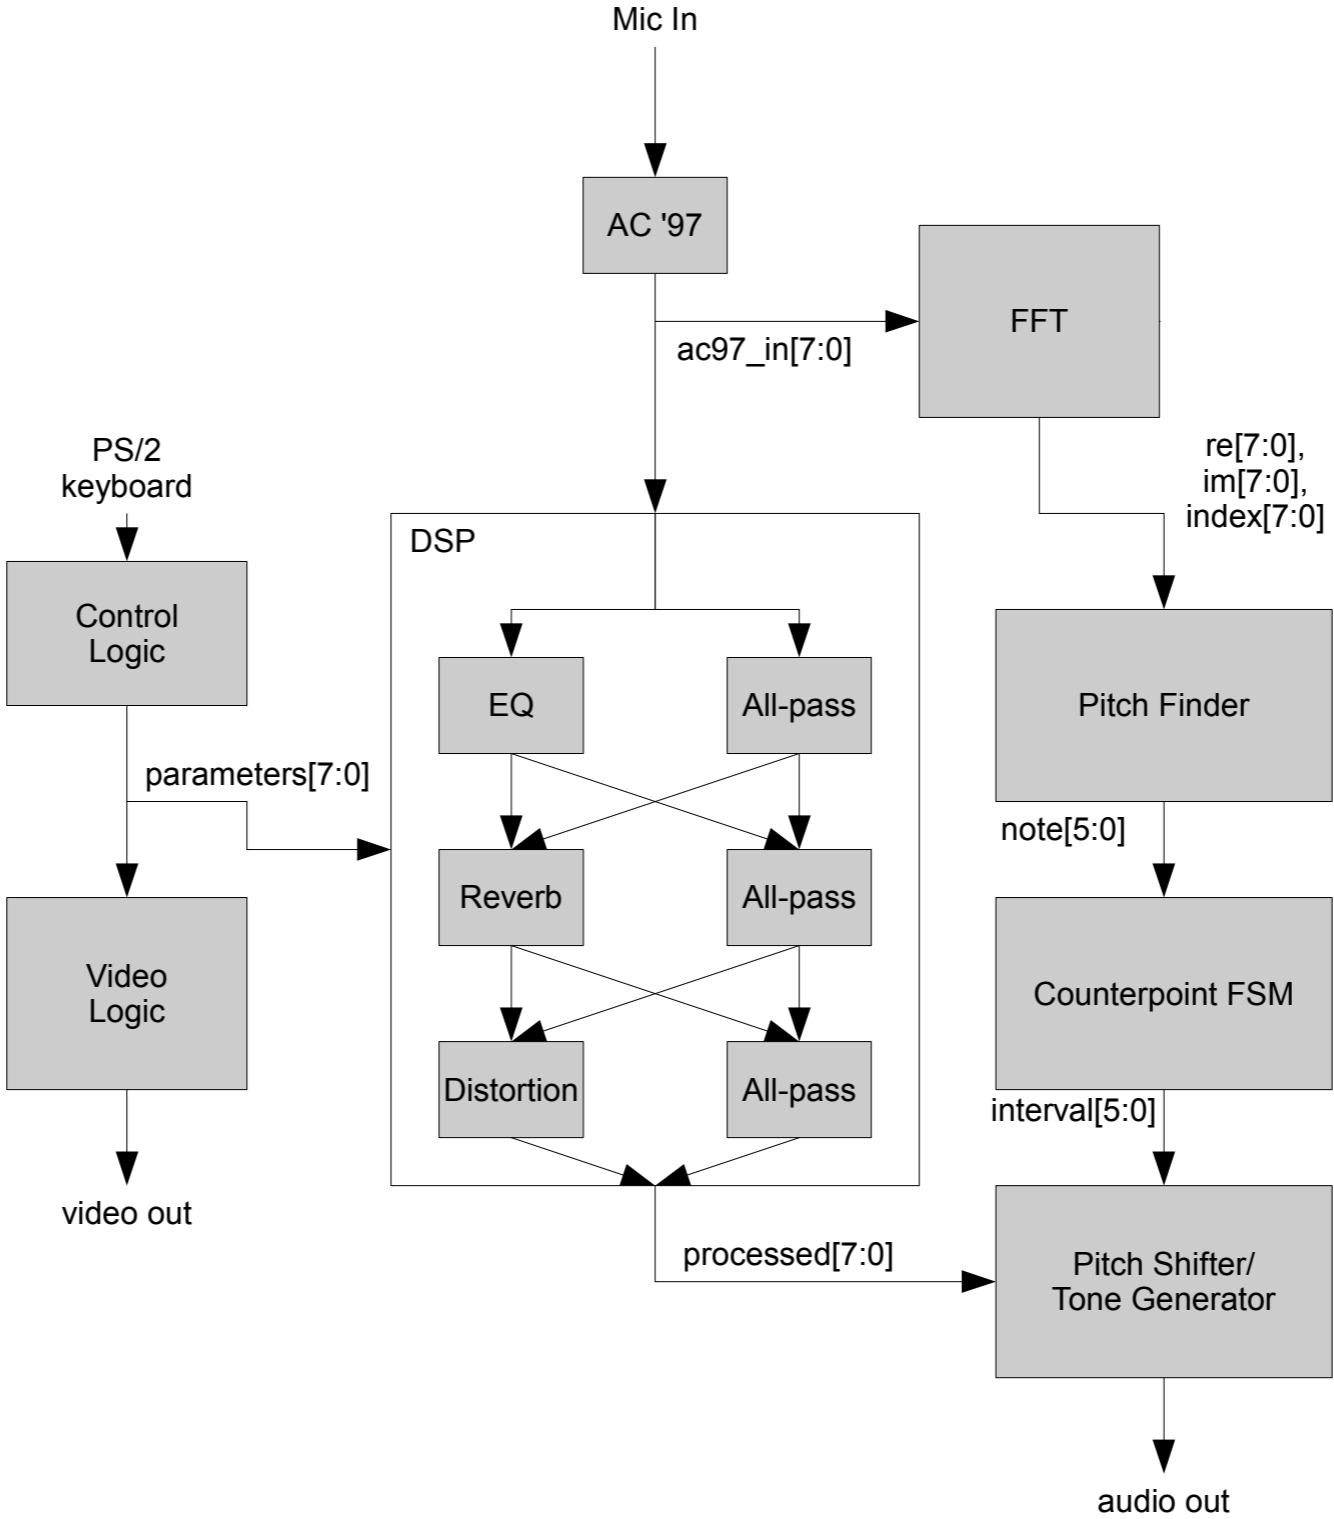 Mic In
AC '97
FFT
ac97_in[7:0]
re[7:0],
im[7:0],
index[7:0]
PS/2
keyboard
DSP
Control
Logic
EQ
All-pass
Pitch Finder
parameters[7:0]
note[5:0]
Reverb
All-pass
Video
Logic
Counterpoint FSM
Distortion
All-pass
interval[5:0]
video out
processed[7:0]
Pitch Shifter/
Tone Generator
audio out